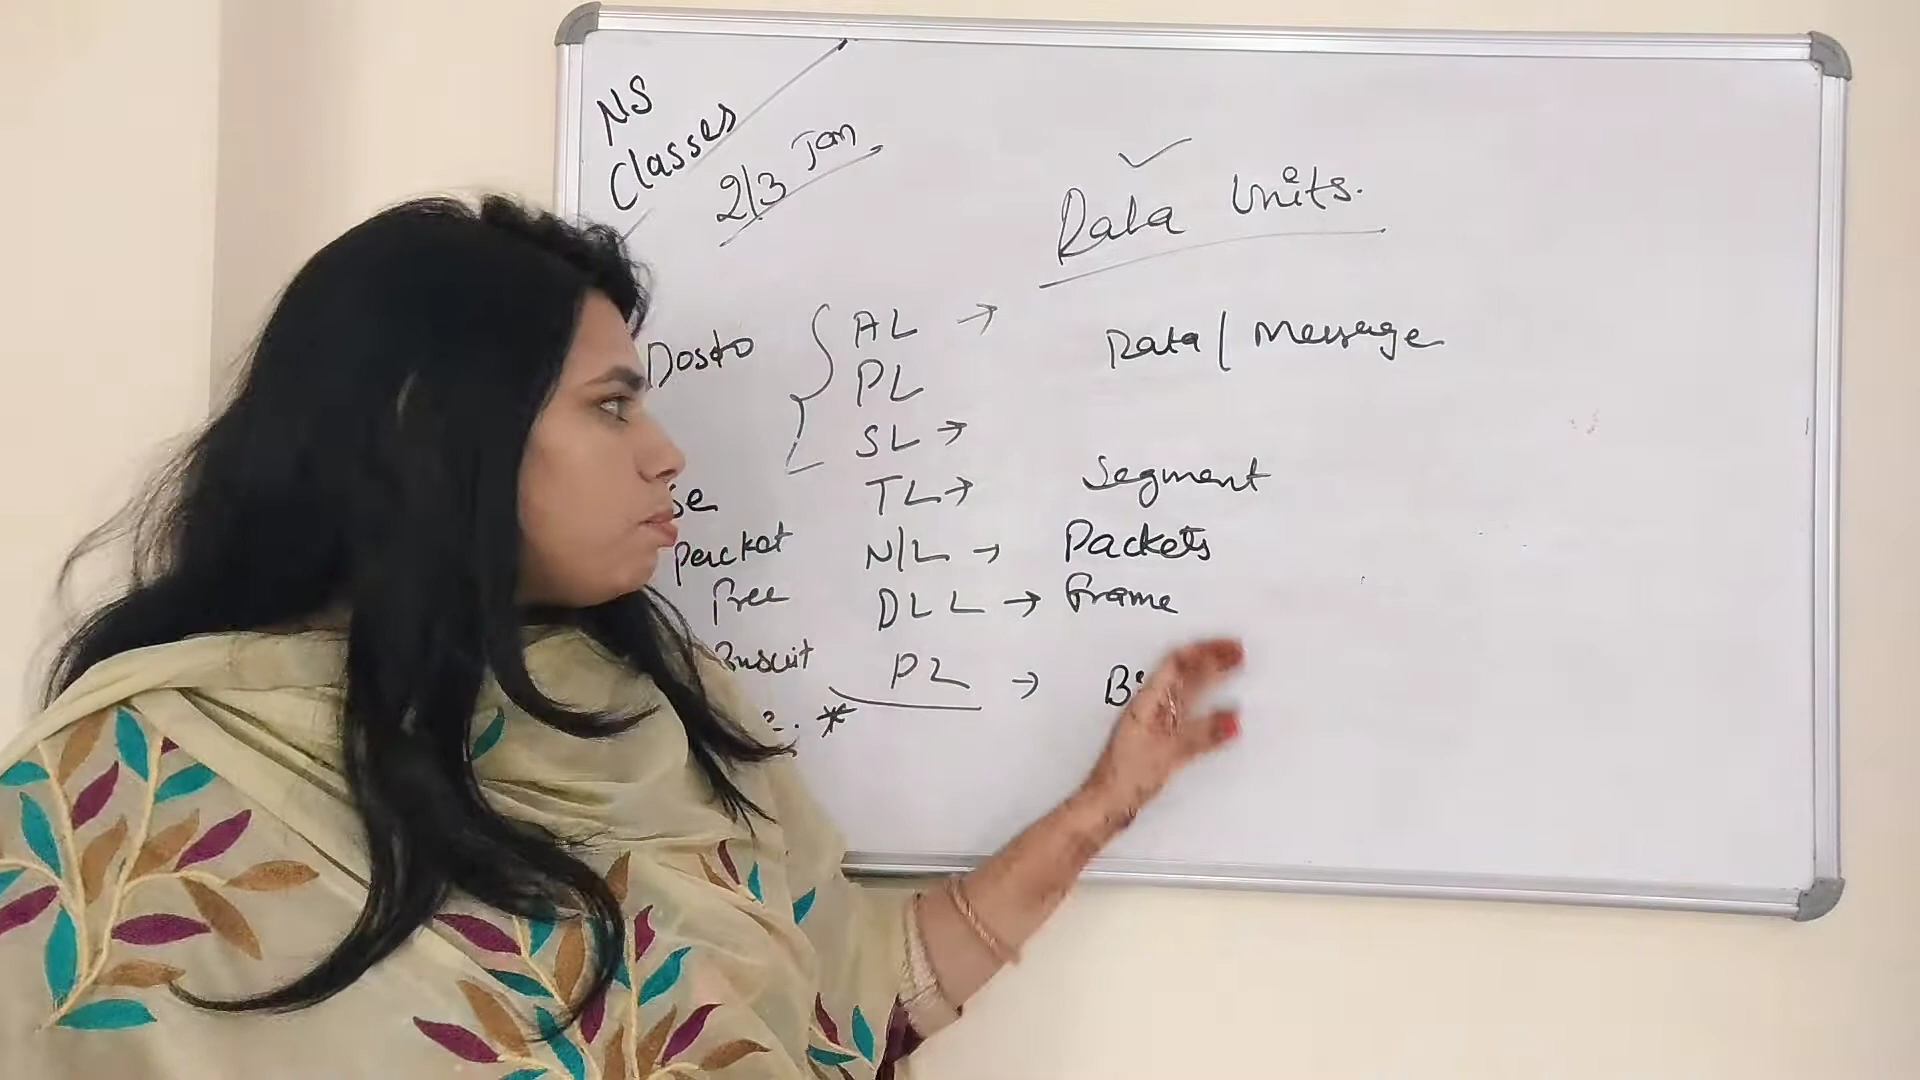 NS
Classes
2/3 Jan
Data Units.
Dosto AL → Data / Message
PL
SL →
se TL → Segment
Packet N/L → Packets
free DLL → frame
PL →